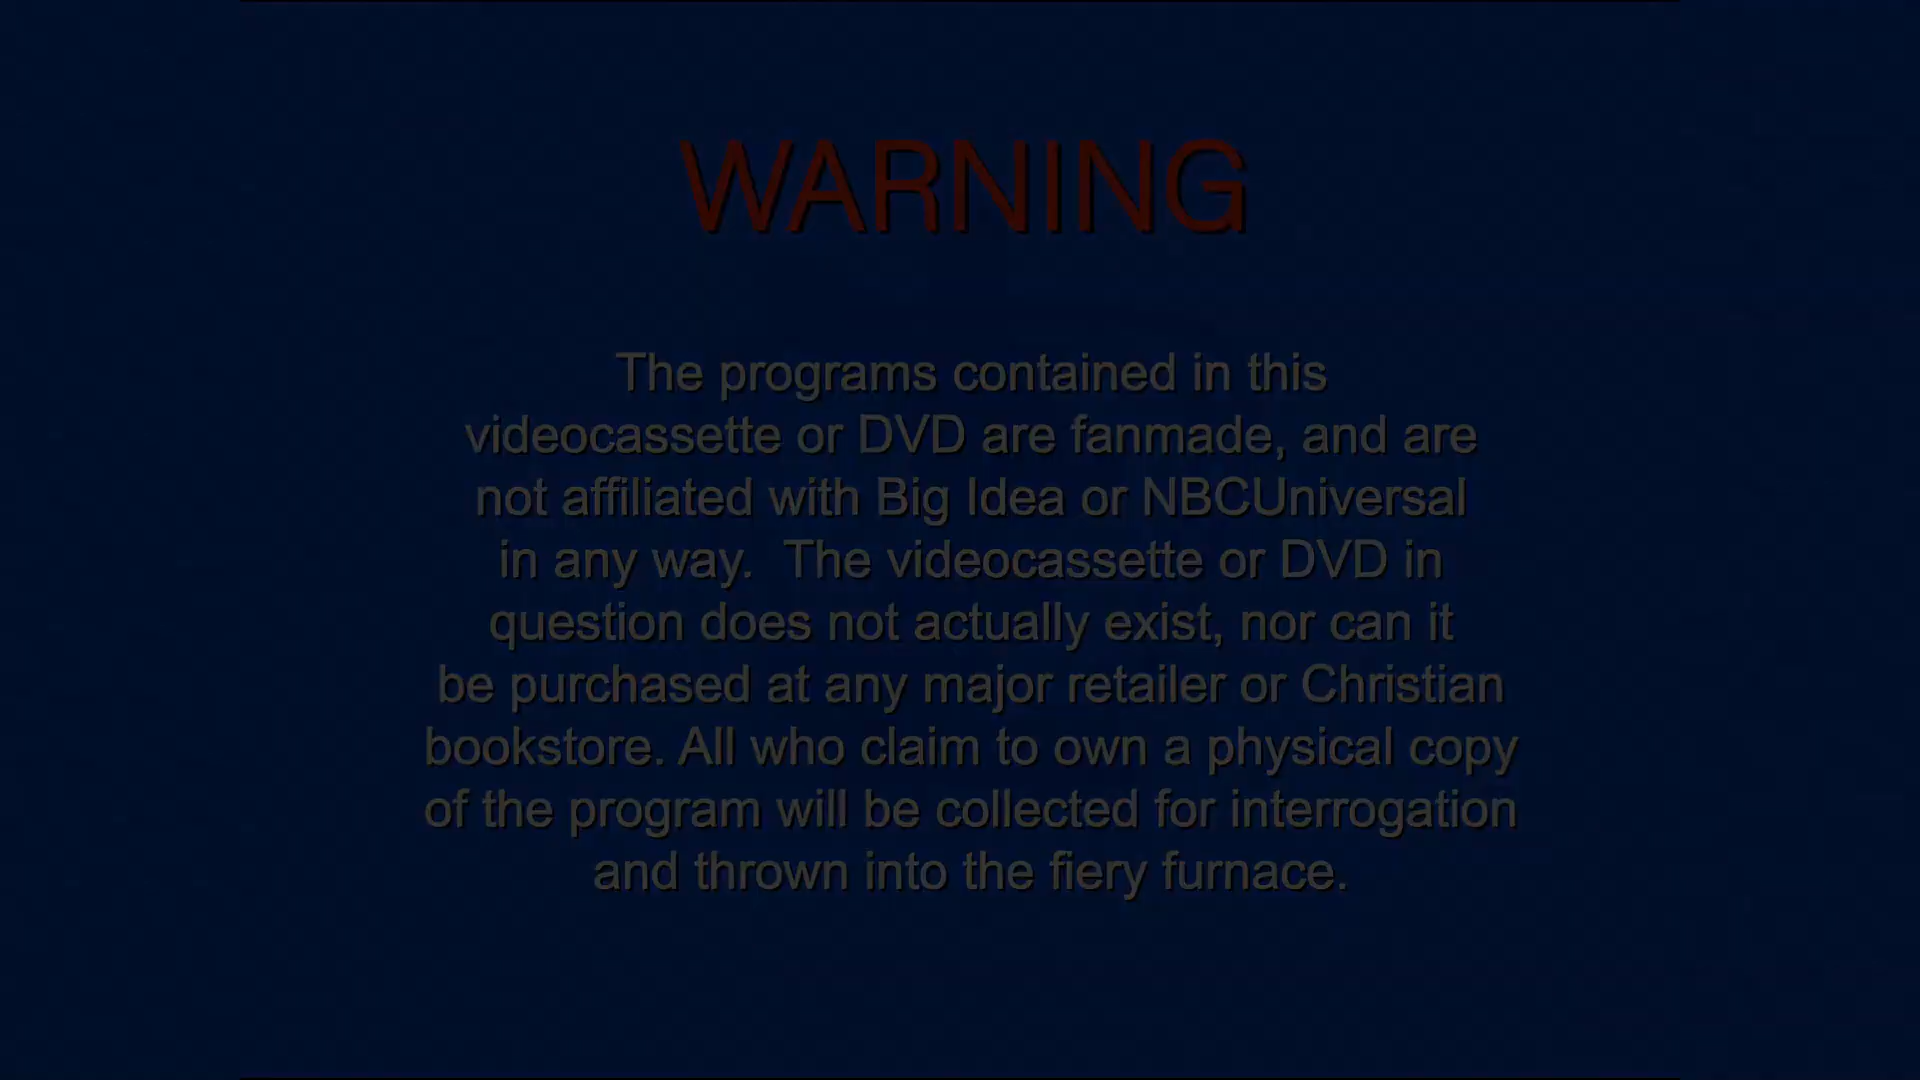 WARNING
The programs contained in this
videocassette or DVD are fanmade, and are
not affiliated with Big Idea or NBCUniversal
in any way.  The videocassette or DVD in
question does not actually exist, nor can it
be purchased at any major retailer or Christian
bookstore. All who claim to own a physical copy
of the program will be collected for interrogation
and thrown into the fiery furnace.